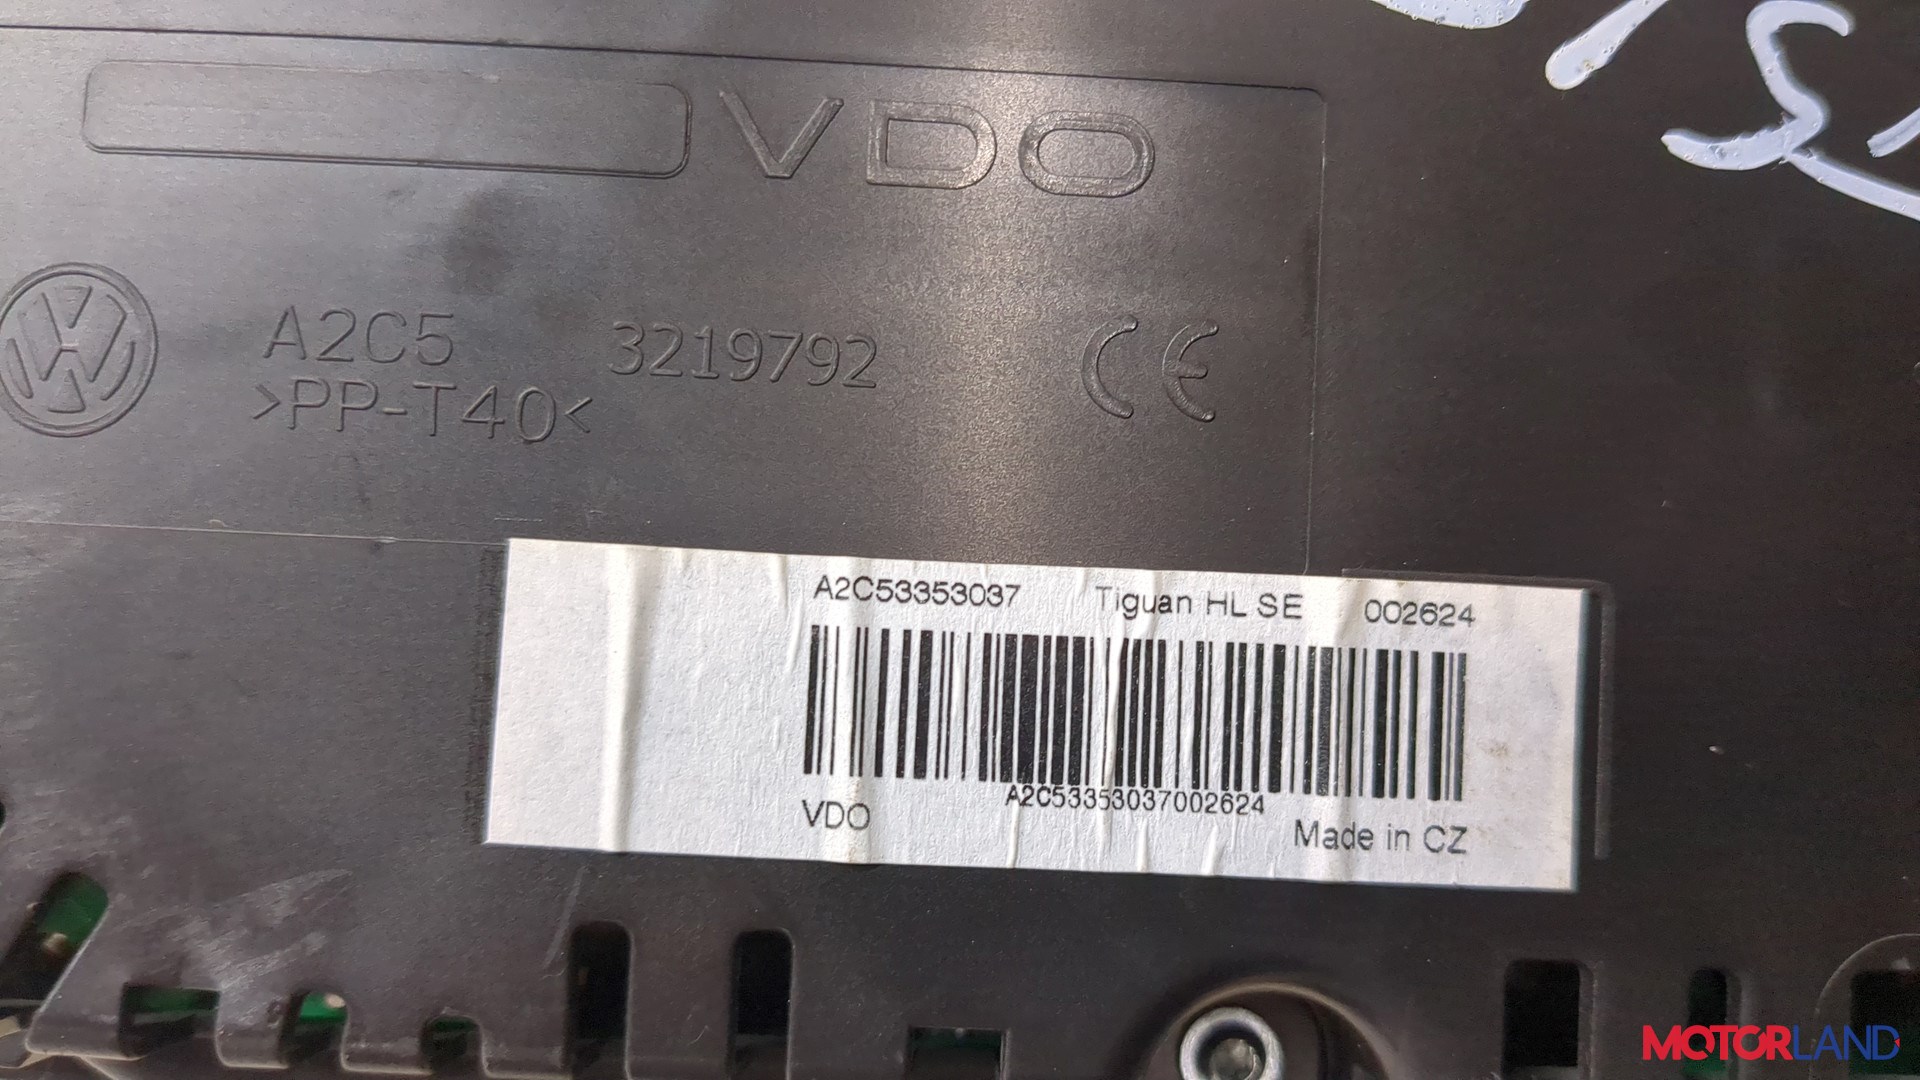 VDO
A2C5 3219792 CE
>PP-T40<
A2C53353037 Tiguan HL SE 002624
A2C53353037002624
VDO Made in CZ
MOTORLAND